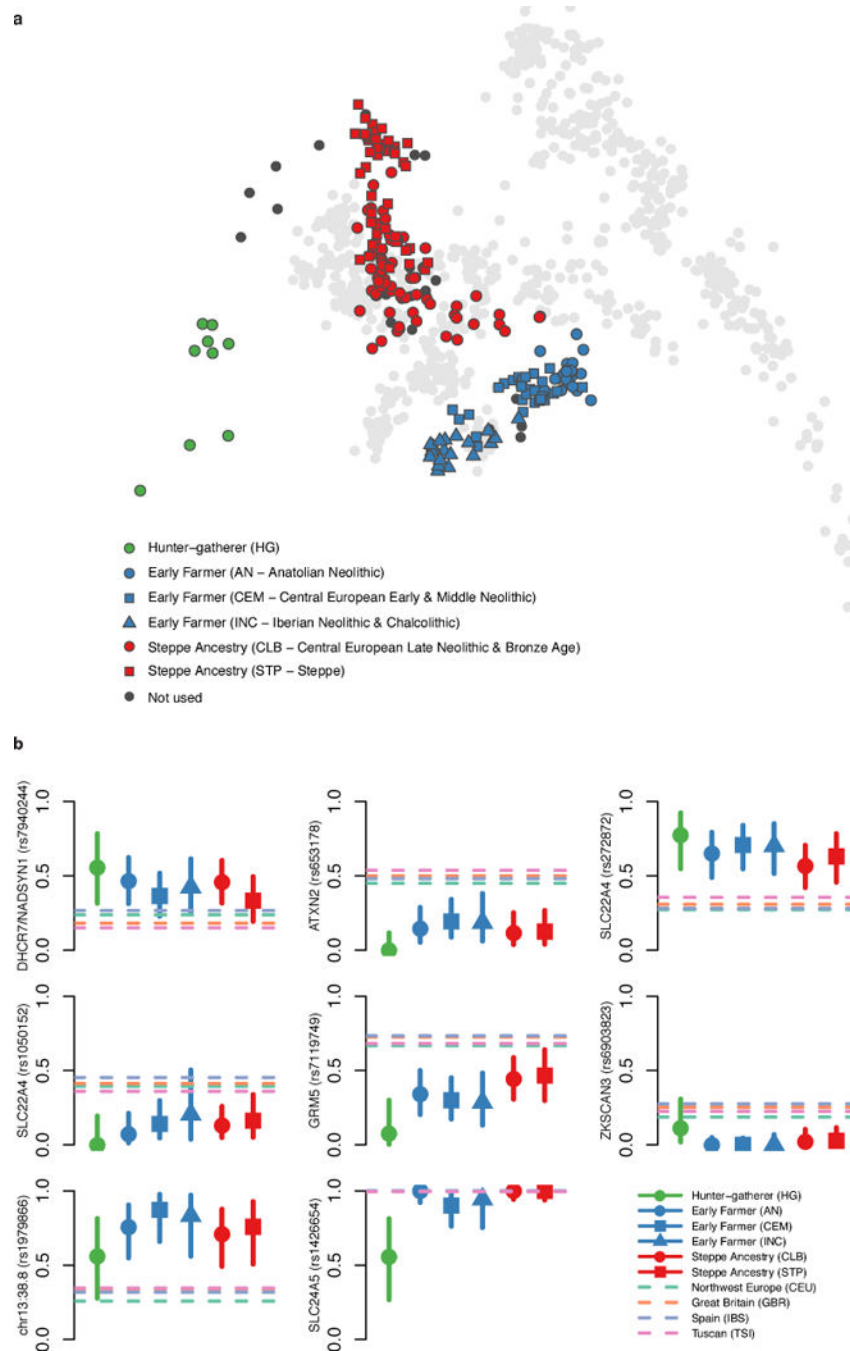 a
Hunter–gatherer (HG)
Early Farmer (AN – Anatolian Neolithic)
Early Farmer (CEM – Central European Early & Middle Neolithic)
Early Farmer (INC – Iberian Neolithic & Chalcolithic)
Steppe Ancestry (CLB – Central European Late Neolithic & Bronze Age)
Steppe Ancestry (STP – Steppe)
Not used
b
DHCR7/NADSYN1 (rs7940244)
0.0
0.5
1.0
ATXN2 (rs653178)
0.0
0.5
1.0
SLC22A4 (rs272872)
0.0
0.5
1.0
SLC22A4 (rs1050152)
0.0
0.5
1.0
GRM5 (rs7119749)
0.0
0.5
1.0
ZKSCAN3 (rs6903823)
0.0
0.5
1.0
chr13:38.8 (rs1979866)
0.0
0.5
1.0
SLC24A5 (rs1426654)
0.0
0.5
1.0
Hunter–gatherer (HG)
Early Farmer (AN)
Early Farmer (CEM)
Early Farmer (INC)
Steppe Ancestry (CLB)
Steppe Ancestry (STP)
Northwest Europe (CEU)
Great Britain (GBR)
Spain (IBS)
Tuscan (TSI)